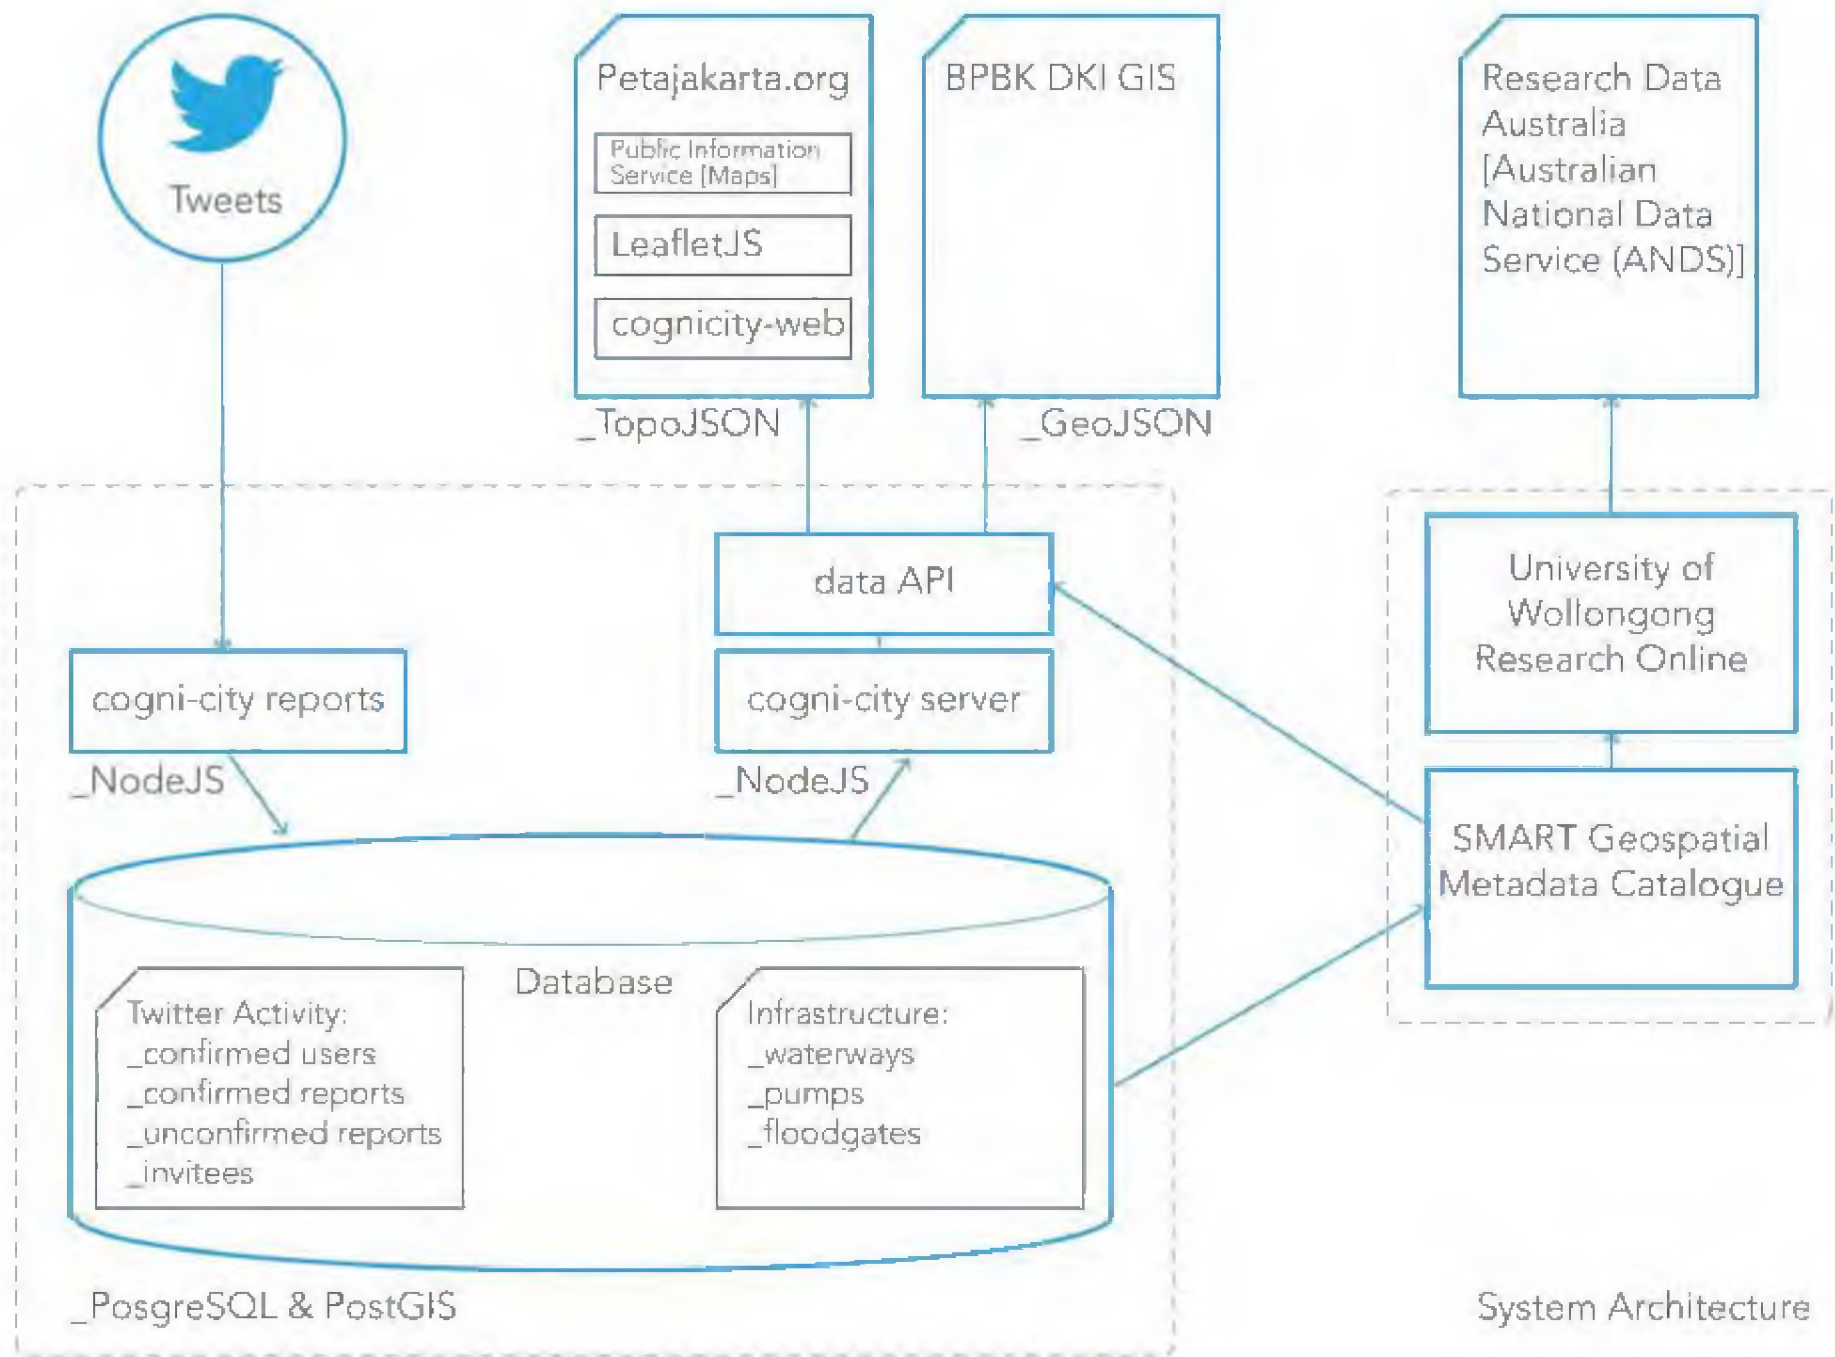 Tweets
Petajakarta.org
Public Information
Service [Maps]
LeafletJS
cognicity-web
_TopoJSON
BPBK DKI GIS
_GeoJSON
Research Data
Australia
[Australian
National Data
Service (ANDS)]
data API
cogni-city reports
_NodeJS
cogni-city server
_NodeJS
University of
Wollongong
Research Online
SMART Geospatial
Metadata Catalogue
Database
Twitter Activity:
_confirmed users
_confirmed reports
_unconfirmed reports
_invitees
Infrastructure:
_waterways
_pumps
_floodgates
_PosgreSQL & PostGIS
System Architecture